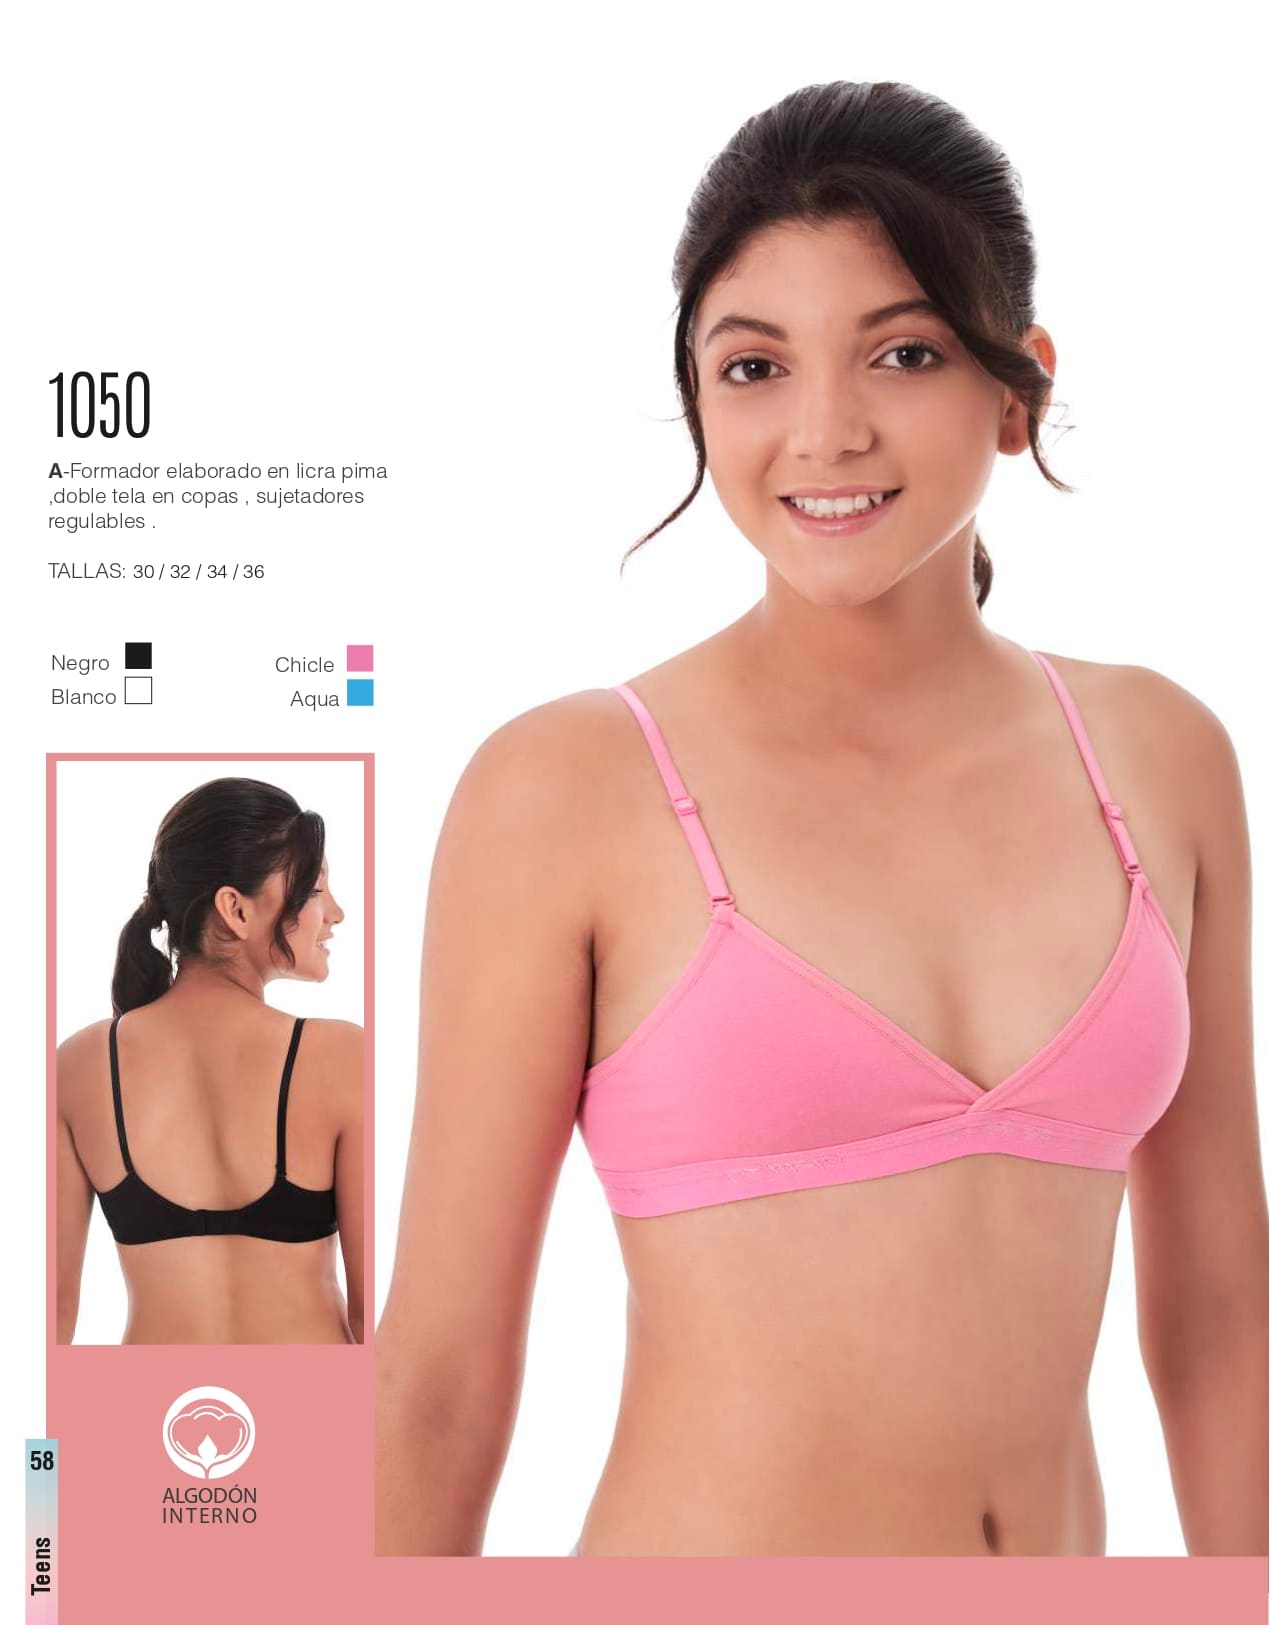 1050
A-Formador elaborado en licra pima
,doble tela en copas , sujetadores
regulables .
TALLAS: 30 / 32 / 34 / 36
Negro
Chicle
Blanco
Aqua
ALGODÓN
INTERNO
58
Teens